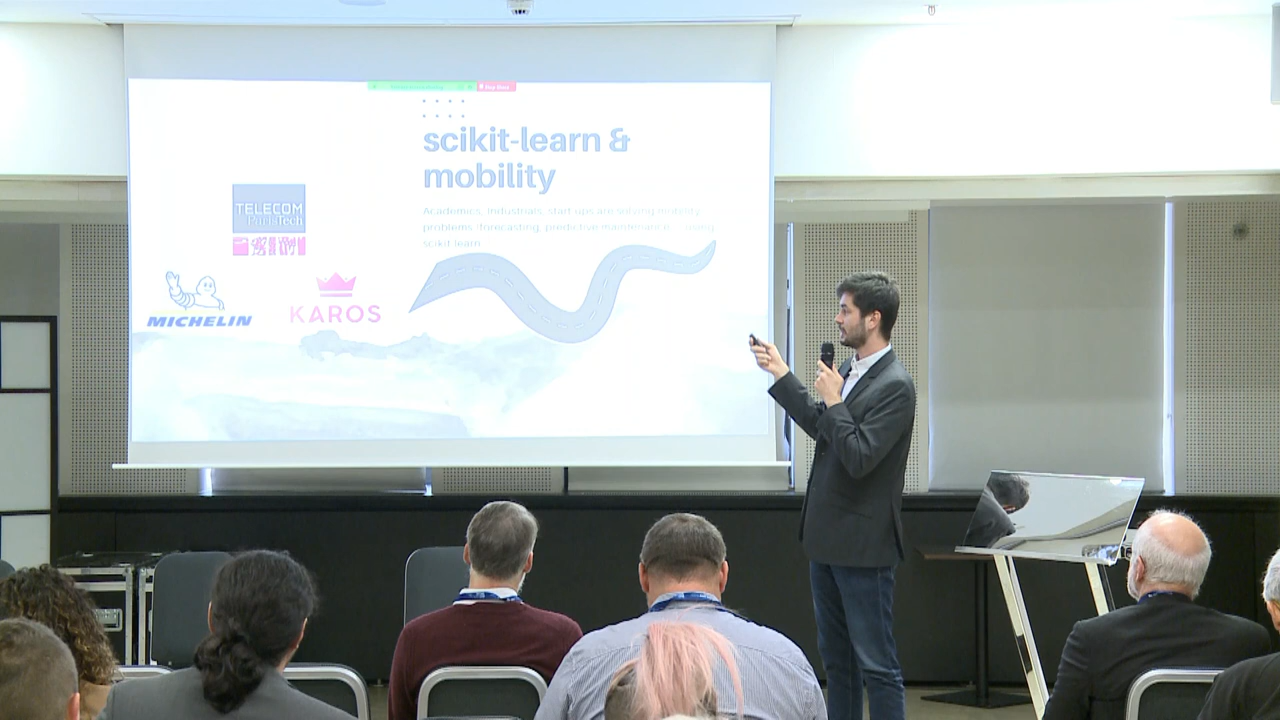 scikit-learn &
mobility
Academics, Industrials, start ups are solving mobility
problems (forecasting, predictive maintenance ... using
scikit-learn
TELECOM
ParisTech
MICHELIN
KAROS